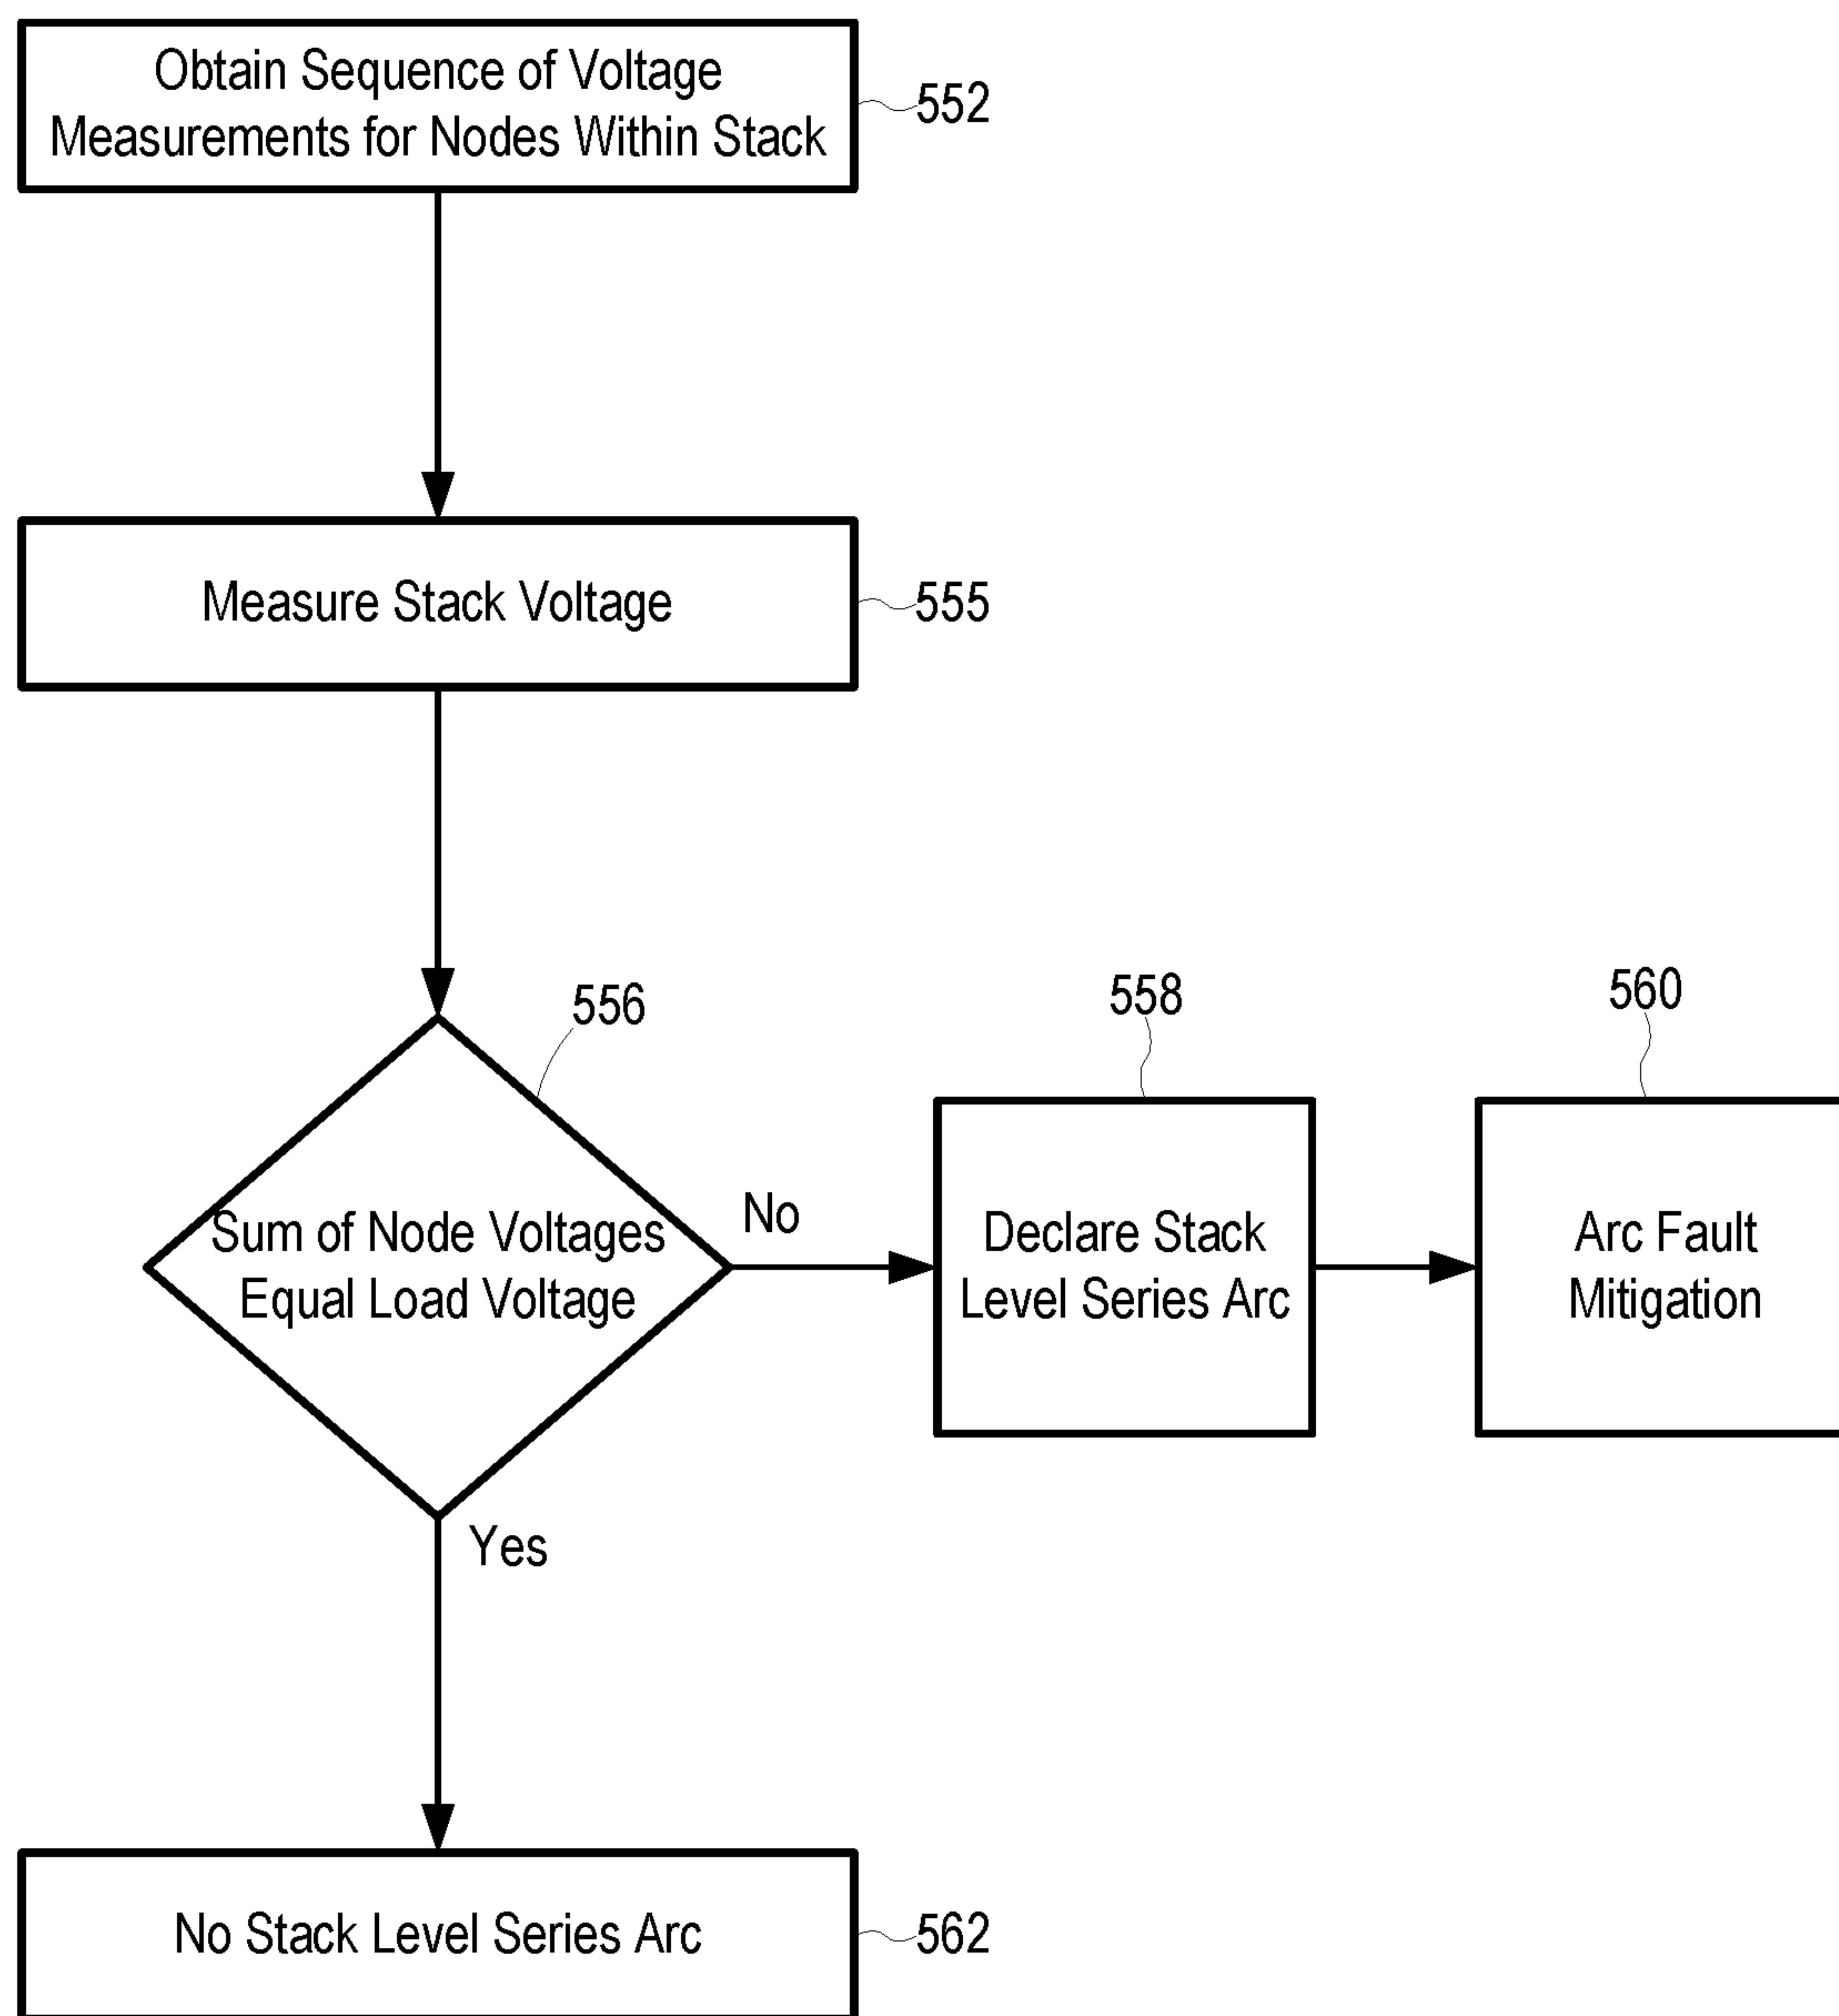 Obtain Sequence of Voltage
Measurements for Nodes Within Stack
552
Measure Stack Voltage
555
556
Sum of Node Voltages
Equal Load Voltage
No
558
Declare Stack
Level Series Arc
560
Arc Fault
Mitigation
Yes
No Stack Level Series Arc
562